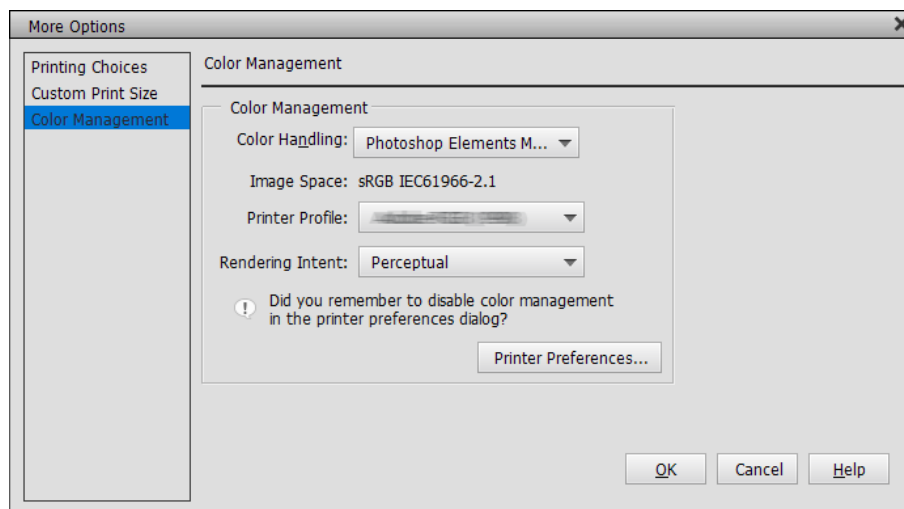 More Options
Printing Choices
Custom Print Size
Color Management
Color Management
Color Management
Color Handling: Photoshop Elements M...
Image Space: sRGB IEC61966-2.1
Printer Profile:
Rendering Intent: Perceptual
Did you remember to disable color management
in the printer preferences dialog?
Printer Preferences...
OK Cancel Help